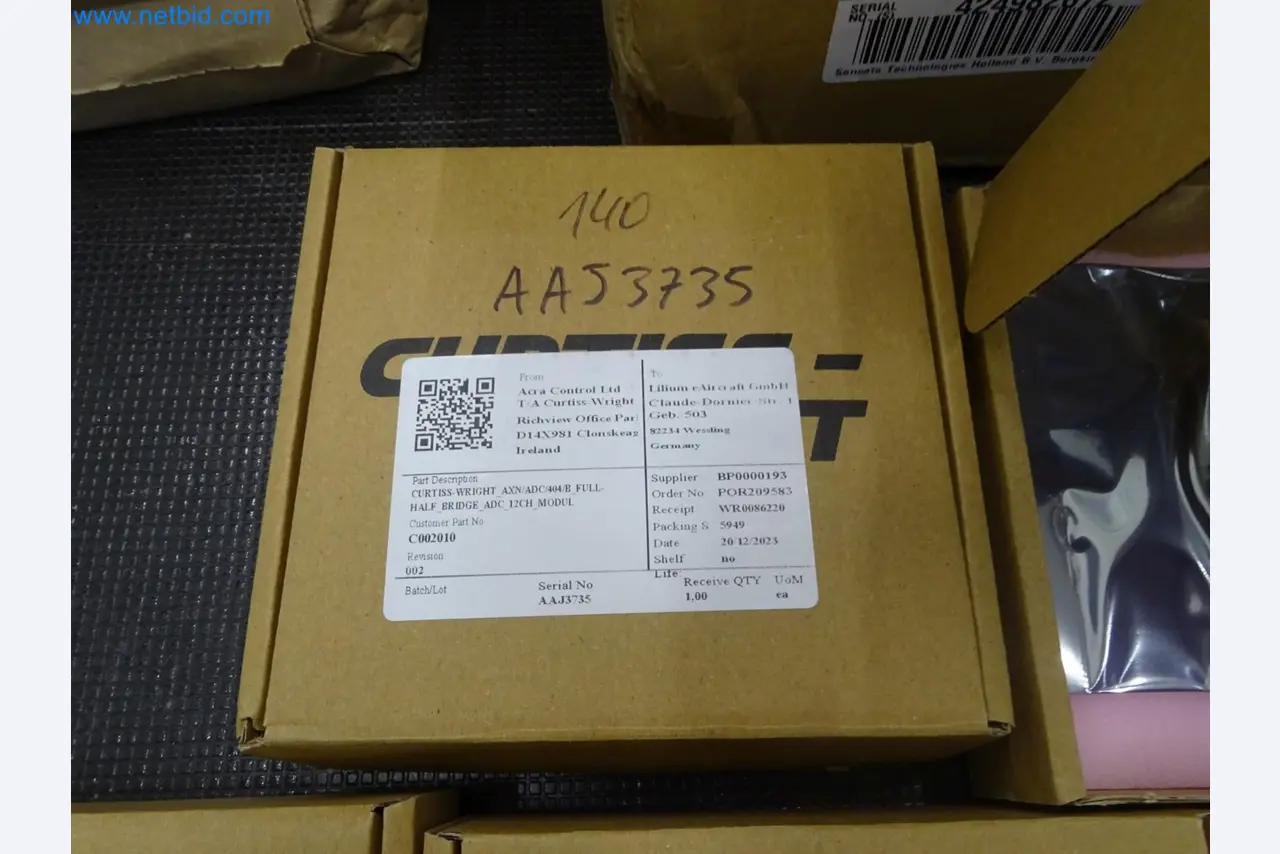 www.netbid.com
SERIAL
NO. (S)
Sensata Technologies Holland B.V.
140
AAJ3735
CURTISS-
From
Acra Control Ltd
T/A Curtiss-Wright
Richview Office Par
D14X981 Clonskeag
Ireland
To
Lilium eAircraft GmbH
Claude-Dornier-Str. 1
Geb. 503
82234 Wessling
Germany
Part Description
CURTISS-WRIGHT_AXN/ADC/404/B_FULL-
HALF_BRIDGE_ADC_12CH_MODUL
Customer Part No
C002010
Revision
002
Supplier BP0000193
Order No POR209583
Receipt WR0086220
Packing S 5949
Date 20/12/2023
Shelf no
Life:
Batch/Lot
Serial No
AAJ3735
Receive QTY UoM
1,00 ea